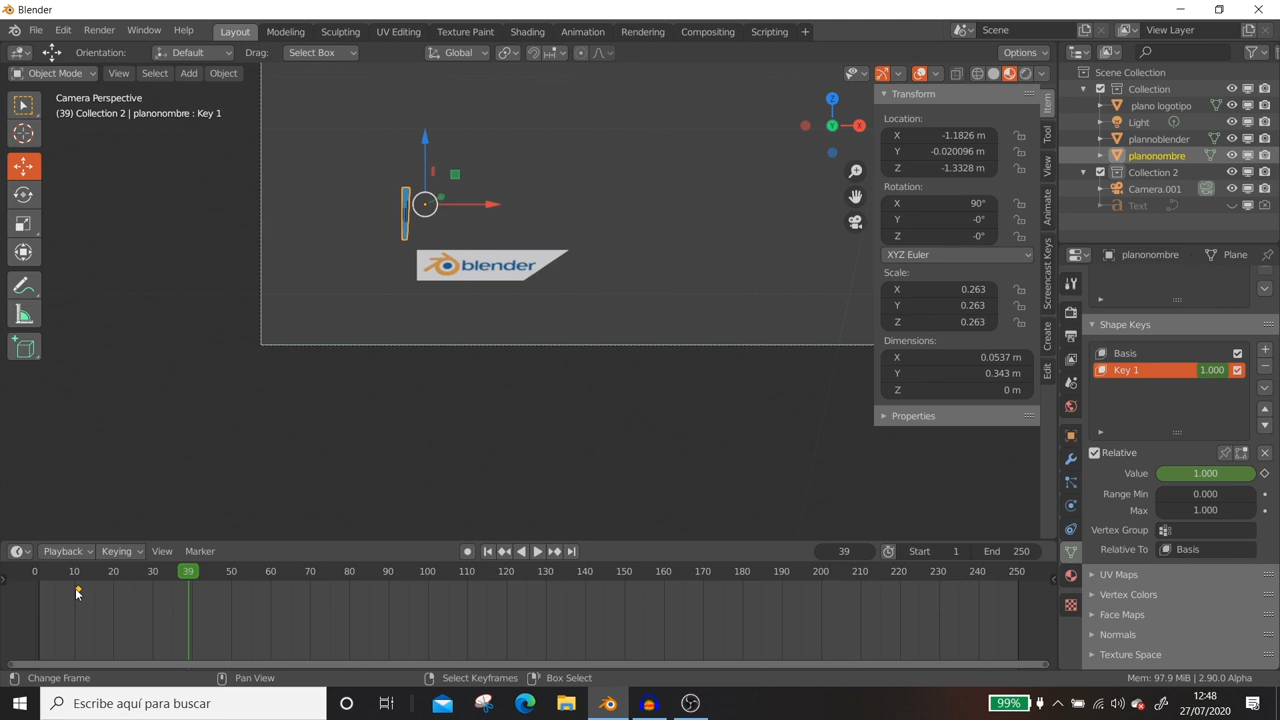 Blender
File Edit Render Window Help Layout Modeling Sculpting UV Editing Texture Paint Shading Animation Rendering Compositing Scripting + Scene View Layer
Orientation: Default Drag: Select Box Global Options
Object Mode View Select Add Object
Camera Perspective
(39) Collection 2 | planonombre : Key 1
Z
Y X
blender
Transform
Location:
X -1.1826 m
Y -0.020096 m
Z -1.3328 m
Rotation:
X 90°
Y -0°
Z -0°
XYZ Euler
Scale:
X 0.263
Y 0.263
Z 0.263
Dimensions:
X 0.0537 m
Y 0.343 m
Z 0 m
Properties
Item
Tool
View
Animate
Screencast Keys
Create
Edit
Scene Collection
Collection
plano logotipo
Light
plannoblender
planonombre
Collection 2
Camera.001
Text
planonombre Plane
Shape Keys
Basis
Key 1 1.000
Relative
Value 1.000
Range Min 0.000
Max 1.000
Vertex Group
Relative To Basis
UV Maps
Vertex Colors
Face Maps
Normals
Texture Space
Playback Keying View Marker 39 Start 1 End 250
0 10 20 30 39 50 60 70 80 90 100 110 120 130 140 150 160 170 180 190 200 210 220 230 240 250
Change Frame Pan View Select Keyframes Box Select Mem: 97.9 MiB | 2.90.0 Alpha
Escribe aquí para buscar 99% 12:48
27/07/2020